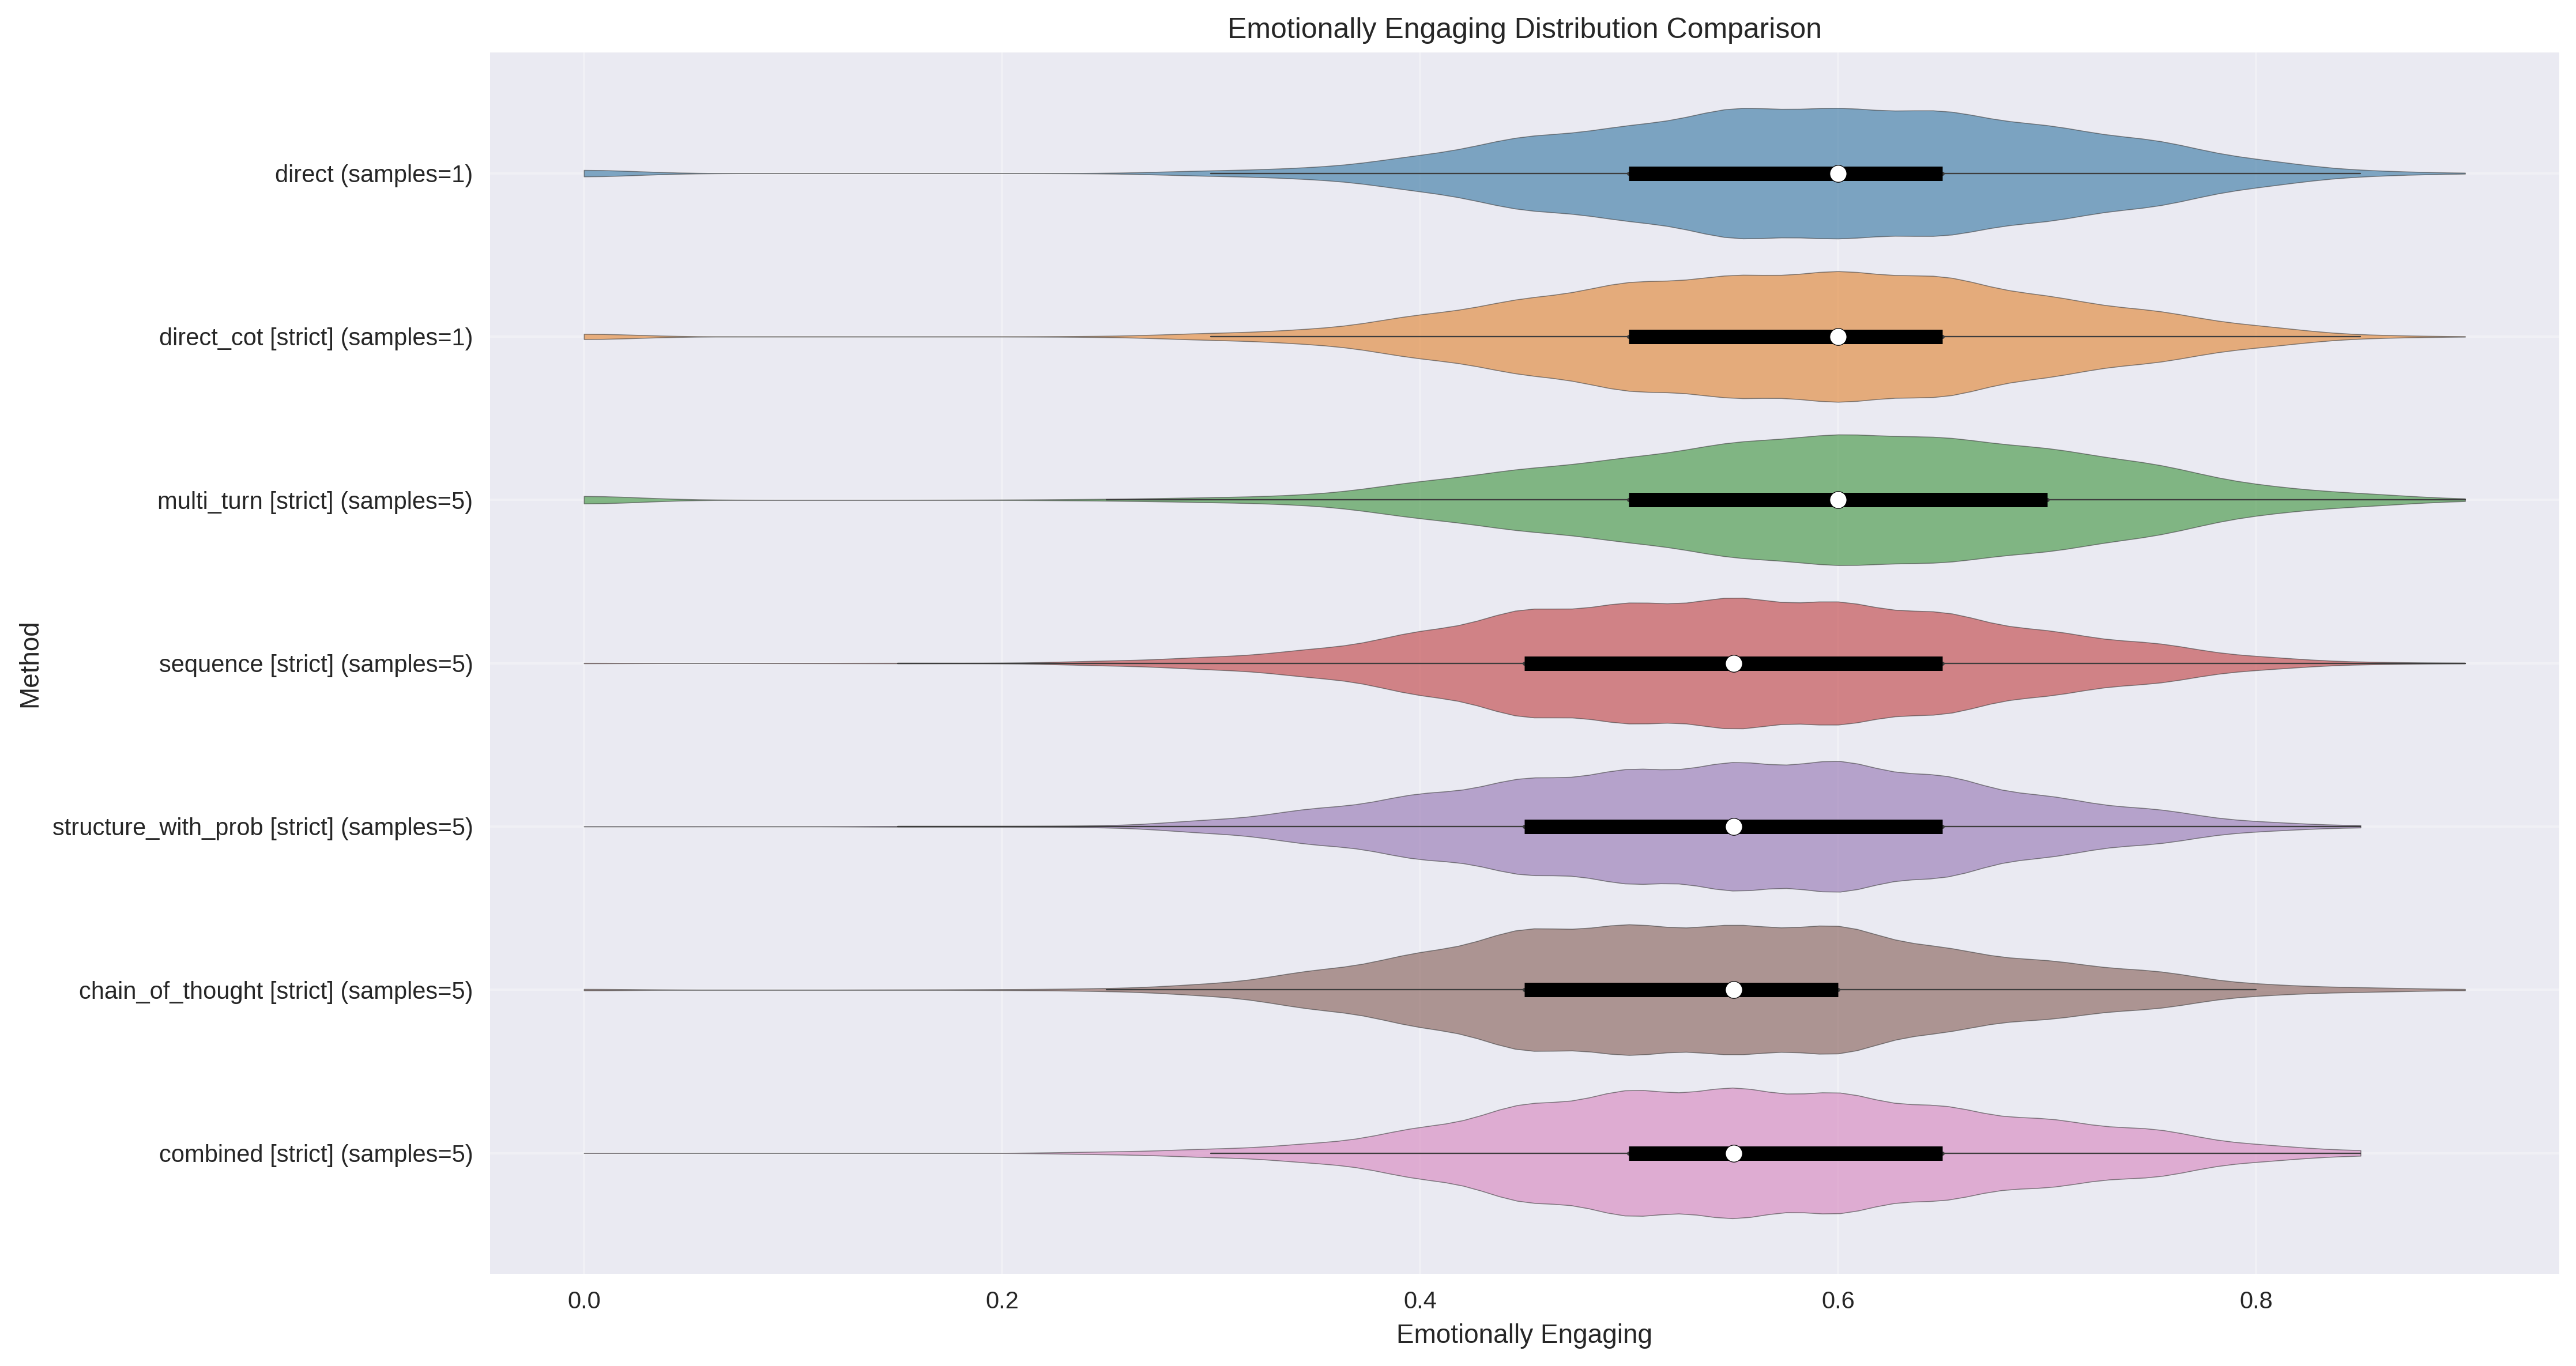 Emotionally Engaging Distribution Comparison
Method
direct (samples=1)
direct_cot [strict] (samples=1)
multi_turn [strict] (samples=5)
sequence [strict] (samples=5)
structure_with_prob [strict] (samples=5)
chain_of_thought [strict] (samples=5)
combined [strict] (samples=5)
0.0 0.2 0.4 0.6 0.8
Emotionally Engaging